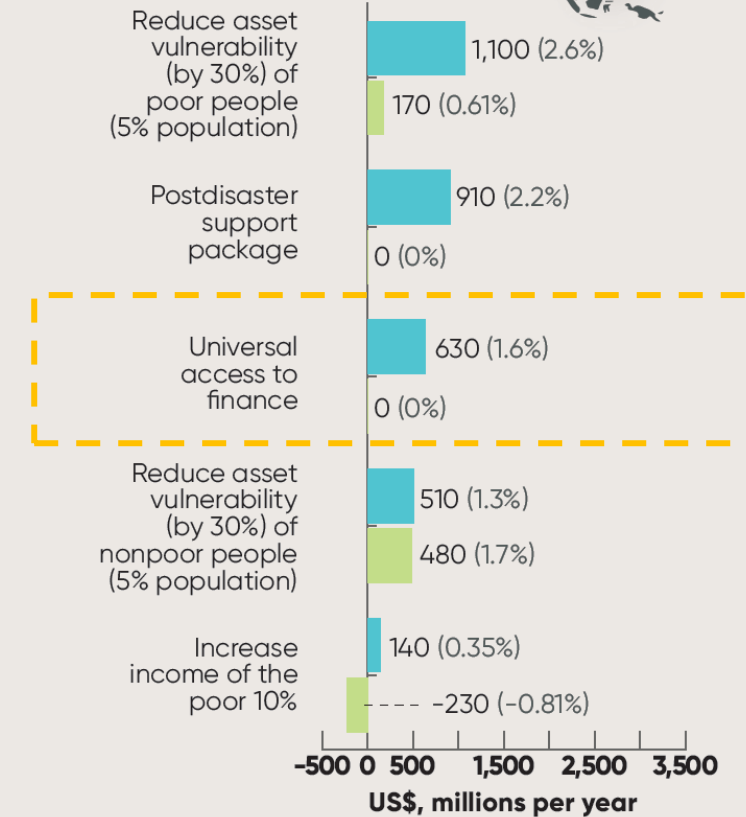 Reduce asset
vulnerability
(by 30%) of
poor people
(5% population)
1,100 (2.6%)
170 (0.61%)
Postdisaster
support
package
910 (2.2%)
0 (0%)
Universal
access to
finance
630 (1.6%)
0 (0%)
Reduce asset
vulnerability
(by 30%) of
nonpoor people
(5% population)
510 (1.3%)
480 (1.7%)
Increase
income of the
poor 10%
140 (0.35%)
-230 (-0.81%)
-500 0 500 1,500 2,500 3,500
US$, millions per year